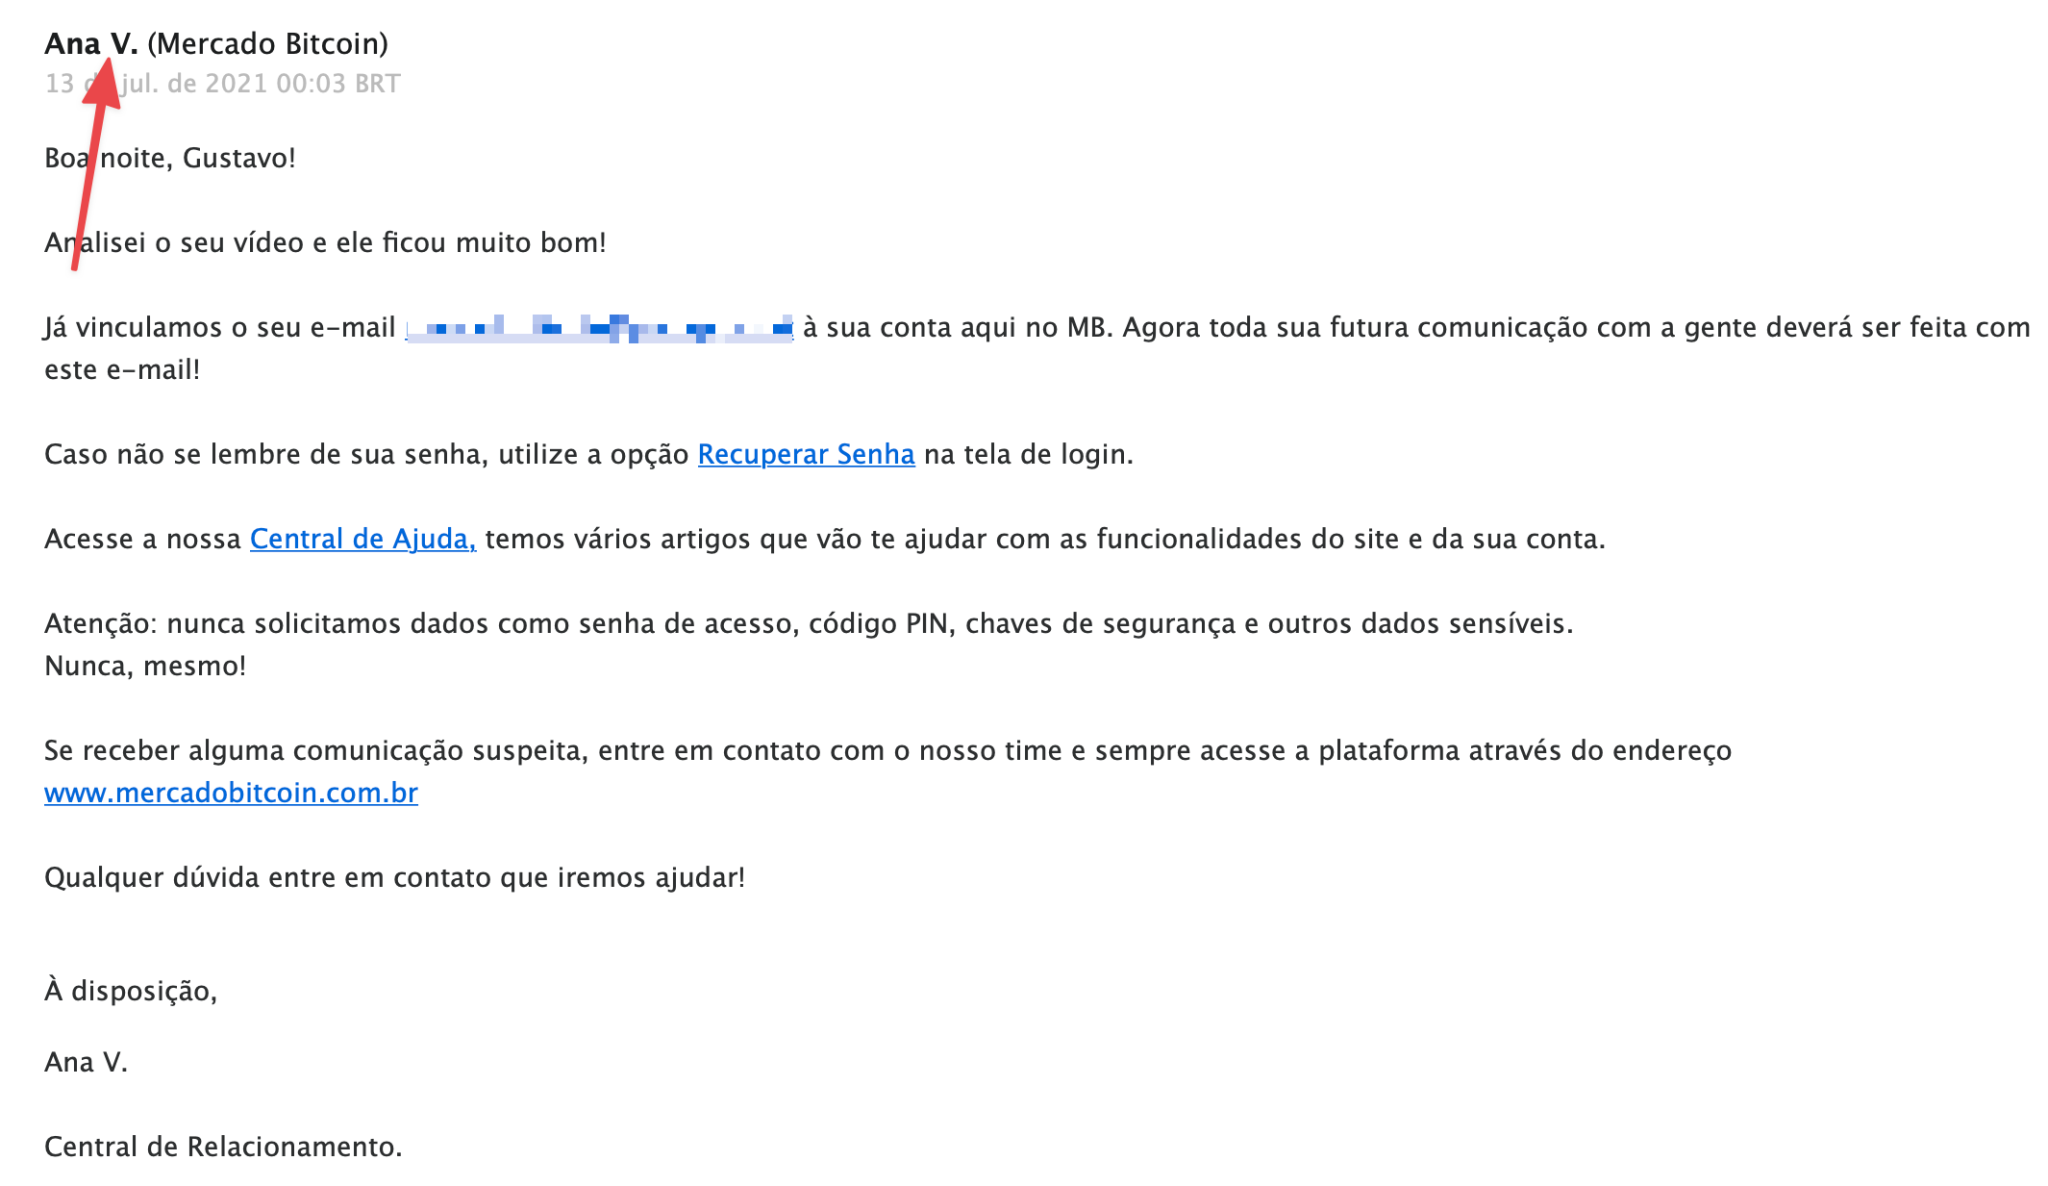 Ana V. (Mercado Bitcoin)
13 de jul. de 2021 00:03 BRT
Boa noite, Gustavo!
Analisei o seu vídeo e ele ficou muito bom!
Já vinculamos o seu e-mail à sua conta aqui no MB. Agora toda sua futura comunicação com a gente deverá ser feita com
este e-mail!
Caso não se lembre de sua senha, utilize a opção Recuperar Senha na tela de login.
Acesse a nossa Central de Ajuda, temos vários artigos que vão te ajudar com as funcionalidades do site e da sua conta.
Atenção: nunca solicitamos dados como senha de acesso, código PIN, chaves de segurança e outros dados sensíveis.
Nunca, mesmo!
Se receber alguma comunicação suspeita, entre em contato com o nosso time e sempre acesse a plataforma através do endereço
www.mercadobitcoin.com.br
Qualquer dúvida entre em contato que iremos ajudar!
À disposição,
Ana V.
Central de Relacionamento.